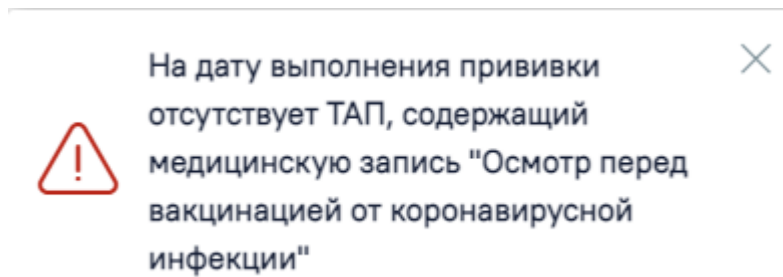 На дату выполнения прививки
отсутствует ТАП, содержащий
медицинскую запись "Осмотр перед
вакцинацией от коронавирусной
инфекции"